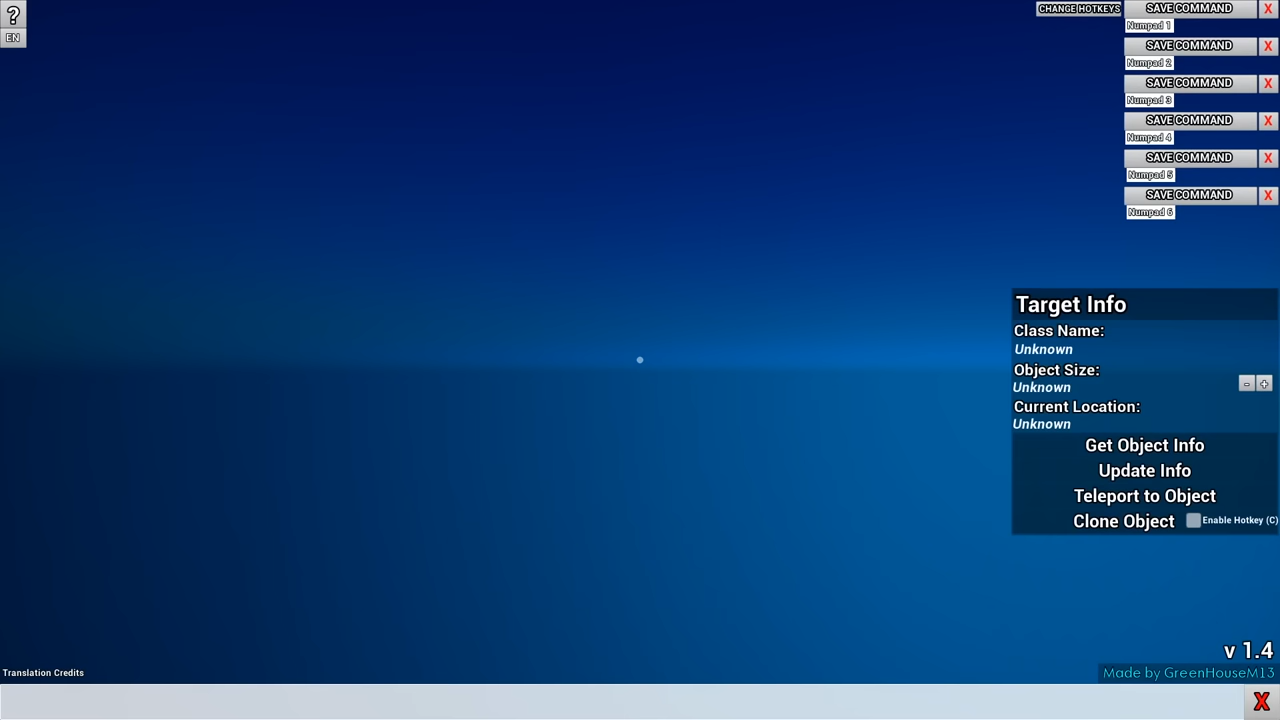 ?
EN
CHANGE HOTKEYS
SAVE COMMAND X
Numpad 1
SAVE COMMAND X
Numpad 2
SAVE COMMAND X
Numpad 3
SAVE COMMAND X
Numpad 4
SAVE COMMAND X
Numpad 5
SAVE COMMAND X
Numpad 6
Target Info
Class Name:
Unknown
Object Size:
Unknown
- +
Current Location:
Unknown
Get Object Info
Update Info
Teleport to Object
Clone Object Enable Hotkey (C)
v 1.4
Translation Credits
Made by GreenHouseM13
X